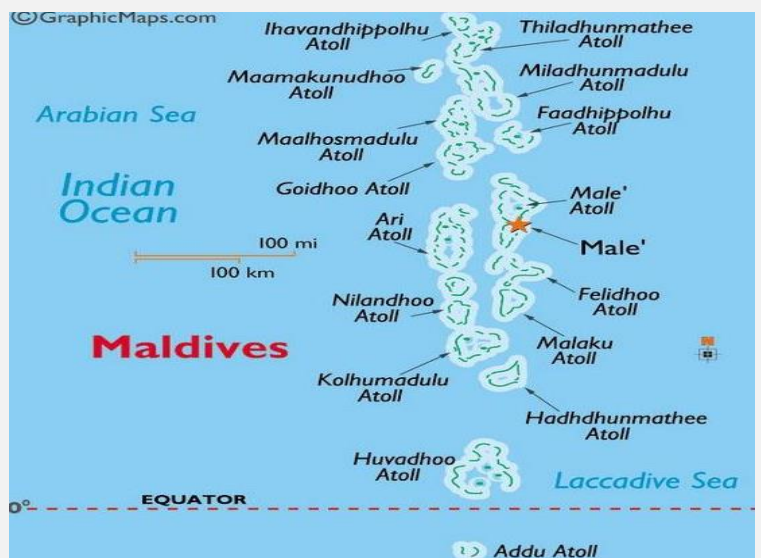 ©GraphicMaps.com
Ihavandhippolhu
Atoll
Thiladhunmathee
Atoll
Maamakunudhoo
Atoll
Miladhunmadulu
Atoll
Arabian Sea
Faadhippolhu
Atoll
Maalhosmadulu
Atoll
Goidhoo Atoll
Indian
Ocean
Male'
Atoll
Ari
Atoll
Male'
100 mi
100 km
Felidhoo
Atoll
Nilandhoo
Atoll
Maldives
Malaku
Atoll
N
Kolhumadulu
Atoll
Hadhdhunmathee
Atoll
Huvadhoo
Atoll
Laccadive Sea
EQUATOR
0°
Addu Atoll